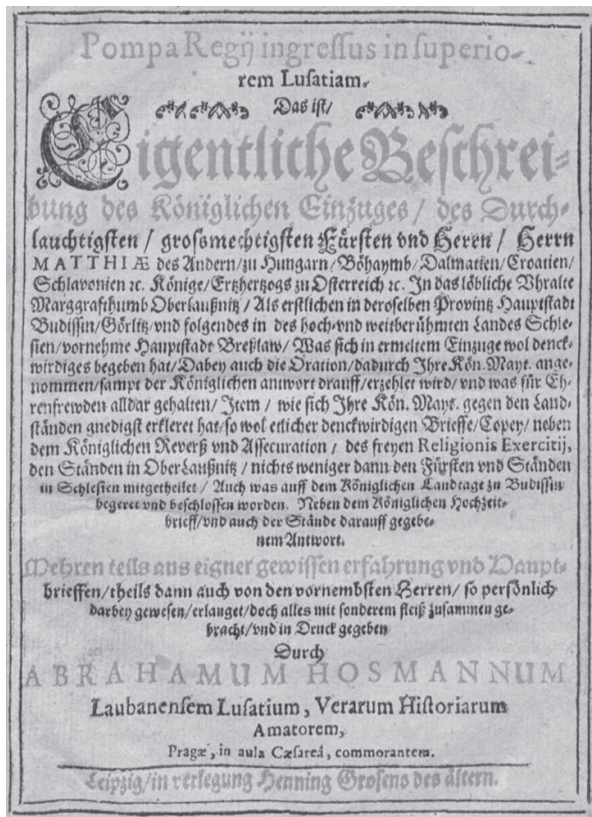 Pompa Regij ingreſſus in ſuperio-
rem Luſatiam.
Das iſt/
Eigentliche Beſchrei-
bung des Königlichen Einzuges / des Durch-
lauchtigſten / grosmechtigſten Fürſten vnd Herrn / Herrn
MATTHIÆ des Andern/zu Hungarn/Böhaymb/Dalmatien/Croatien/
Schlavonien ꝛc. Könige/Ertzhertzogs zu Oſterreich ꝛc. In das löbliche Vhralte
Marggraffthumb Oberlaußnitz / Als erſtlichen in deroſelben Provintz Hauptſtadt
Budiſſin/Görlitz/vnd folgendes in des hoch-vnd weitberühmten Landes Schle-
ſien/vornehme Hauptſtadt Breßlaw/Was ſich in ermeltem Einzuge wol denck-
wirdiges begeben hat/Dabey auch die Oration/dadurch Ihre Kön. Mayt. ange-
nommen/ſampt der Königlichen antwort drauff/erzehlet wird/vnd was für Eh-
renfrewden alldar gehalten/Item / wie ſich Ihre Kön. Mayt. gegen den Land-
ſtänden gnedigſt erkleret hat/ſo wol etlicher denckwirdigen Brieffe/Copey/neben
dem Königlichen Reverß vnd Aſſecuration / des freyen Religionis Exercitij,
den Ständen in OberLaußnitz / nichts weniger dann den Fürſten vnd Ständen
in Schleſien mitgetheilet / Auch was auff dem Königlichen Landtage zu Budiſſin
begeret vnd beſchloſſen worden. Neben dem Königlichen Hochzeit-
brieff/vnd auch der Stände darauff gegebe-
nem Antwort.
Mehren teils aus eigner gewiſſen erfahrung vnd Haupt-
brieffen/theils dann auch von den vornembſten Herren/ ſo perſönlich
darbey geweſen/erlanget/doch alles mit ſonderem fleiß zuſammen ge-
bracht/vnd in Druck gegeben
Durch
ABRAHAMUM HOSMANNUM
Laubanenſem Luſatium, Verarum Hiſtoriarum
Amatorem,
Pragæ, in aula Cæſareâ, commorantem.
Leipzig/in verlegung Henning Groſens des ältern.